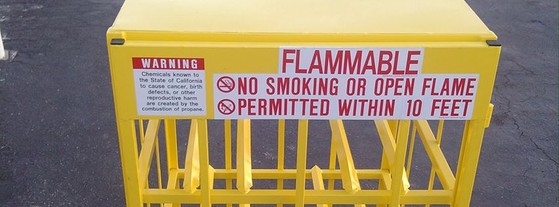 WARNING
Chemicals known to
the State of California
to cause cancer, birth
defects, or other
reproductive harm
are created by the
combustion of propane.
FLAMMABLE
NO SMOKING OR OPEN FLAME
PERMITTED WITHIN 10 FEET